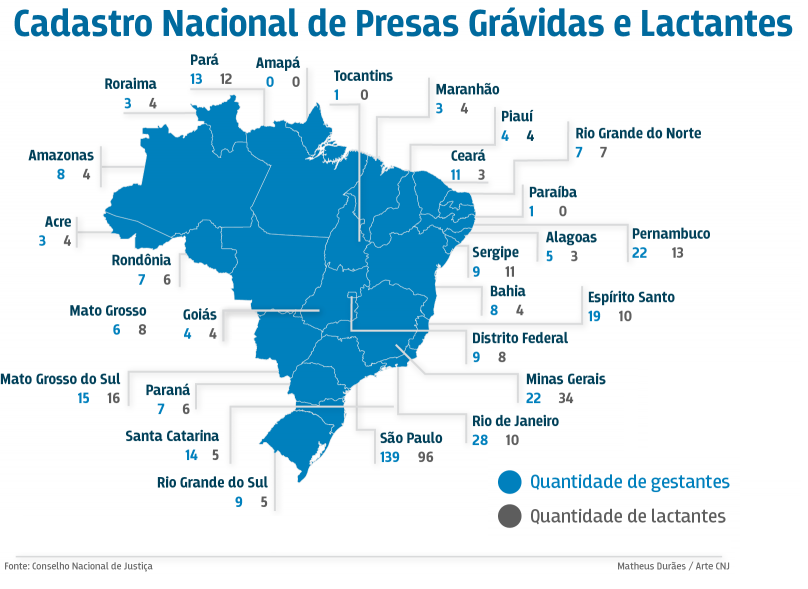 Cadastro Nacional de Presas Grávidas e Lactantes
Pará
13 12
Amapá
0 0
Tocantins
1 0
Roraima
3 4
Maranhão
3 4
Piauí
4 4
Rio Grande do Norte
7 7
Amazonas
8 4
Ceará
11 3
Paraíba
1 0
Acre
3 4
Pernambuco
22 13
Alagoas
5 3
Rondônia
7 6
Sergipe
9 11
Bahia
8 4
Espírito Santo
19 10
Mato Grosso
6 8
Goiás
4 4
Distrito Federal
9 8
Mato Grosso do Sul
15 16
Paraná
7 6
Minas Gerais
22 34
Rio de Janeiro
28 10
Santa Catarina
14 5
São Paulo
139 96
Rio Grande do Sul
9 5
Quantidade de gestantes
Quantidade de lactantes
Fonte: Conselho Nacional de Justiça
Matheus Durães / Arte CNJ